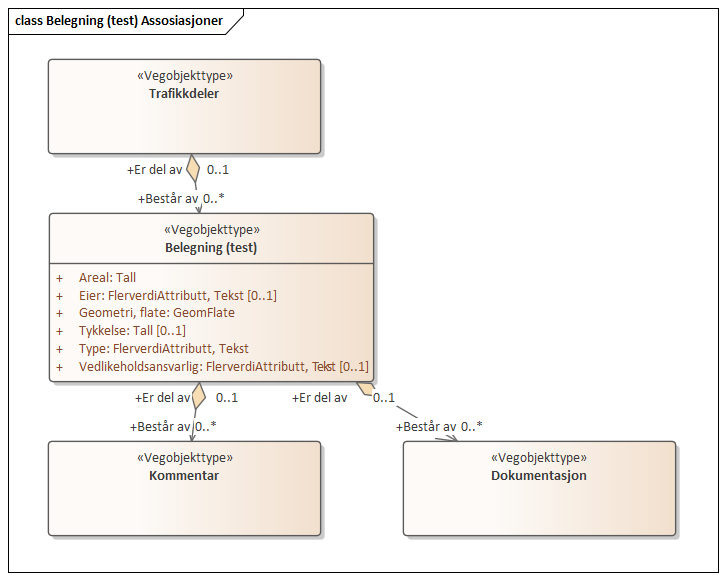 class Belegning (test) Assosiasjoner
«Vegobjekttype»
Trafikkdeler
+Er del av 0..1
+Består av 0..*
«Vegobjekttype»
Belegning (test)
+ Areal: Tall
+ Eier: FlerverdiAttributt, Tekst [0..1]
+ Geometri, flate: GeomFlate
+ Tykkelse: Tall [0..1]
+ Type: FlerverdiAttributt, Tekst
+ Vedlikeholdsansvarlig: FlerverdiAttributt, Tekst [0..1]
+Er del av 0..1 +Er del av 0..1
+Består av 0..* +Består av 0..*
«Vegobjekttype»
Kommentar
«Vegobjekttype»
Dokumentasjon